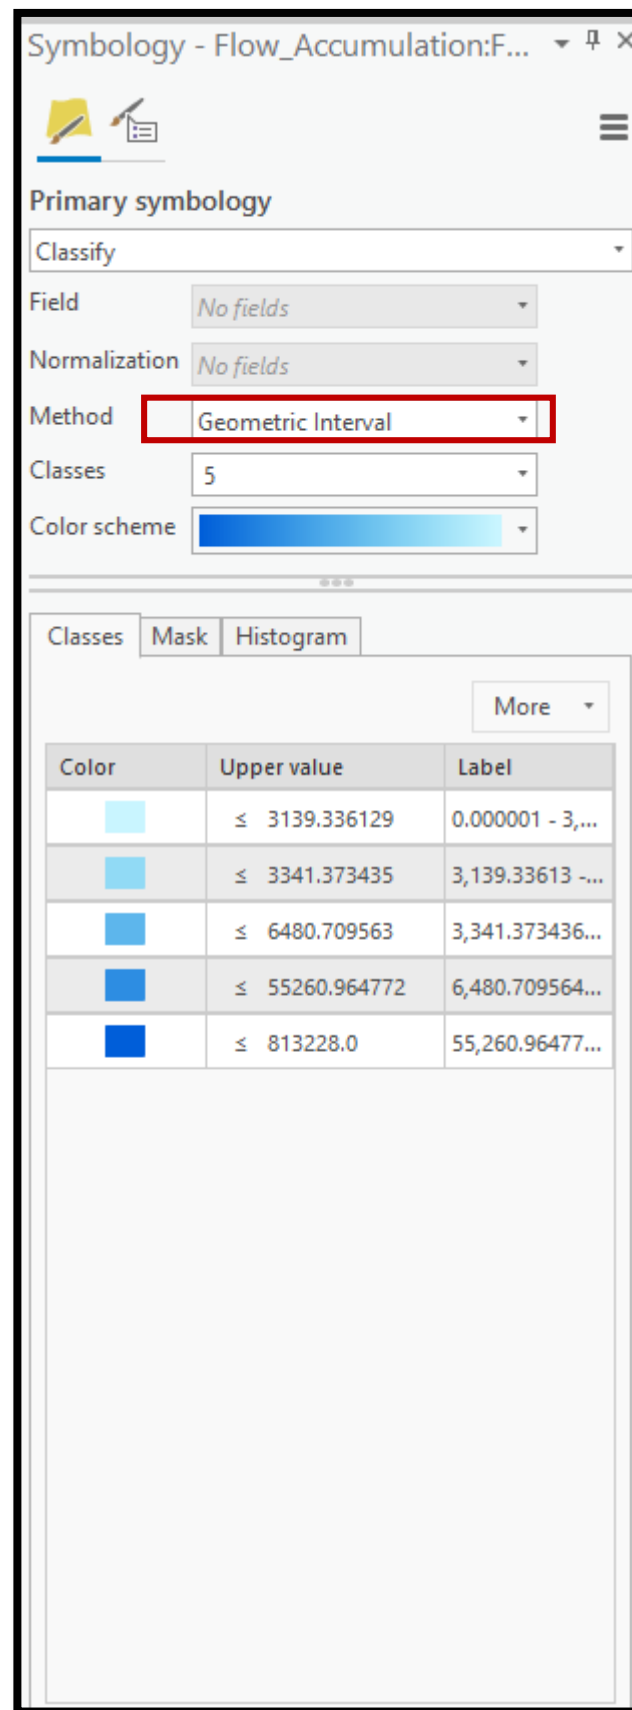 Symbology - Flow_Accumulation:F...
Primary symbology
Classify
Field No fields
Normalization No fields
Method Geometric Interval
Classes 5
Color scheme
Classes Mask Histogram
More
Color Upper value Label
≤ 3139.336129 0.000001 - 3,...
≤ 3341.373435 3,139.33613 -...
≤ 6480.709563 3,341.373436...
≤ 55260.964772 6,480.709564...
≤ 813228.0 55,260.96477...